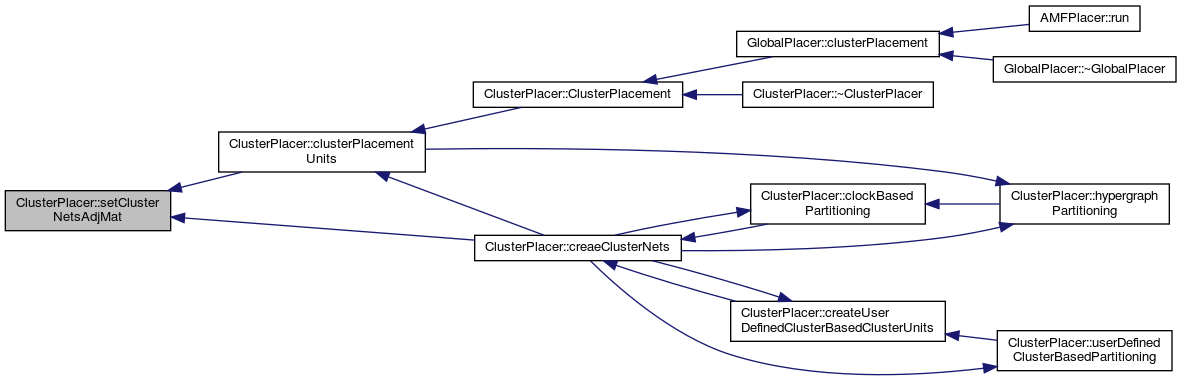 AMFPlacer::run
GlobalPlacer::clusterPlacement
GlobalPlacer::~GlobalPlacer
ClusterPlacer::ClusterPlacement
ClusterPlacer::~ClusterPlacer
ClusterPlacer::clusterPlacement
Units
ClusterPlacer::setCluster
NetsAdjMat
ClusterPlacer::clockBased
Partitioning
ClusterPlacer::hypergraph
Partitioning
ClusterPlacer::creaeClusterNets
ClusterPlacer::createUser
DefinedClusterBasedClusterUnits
ClusterPlacer::userDefined
ClusterBasedPartitioning